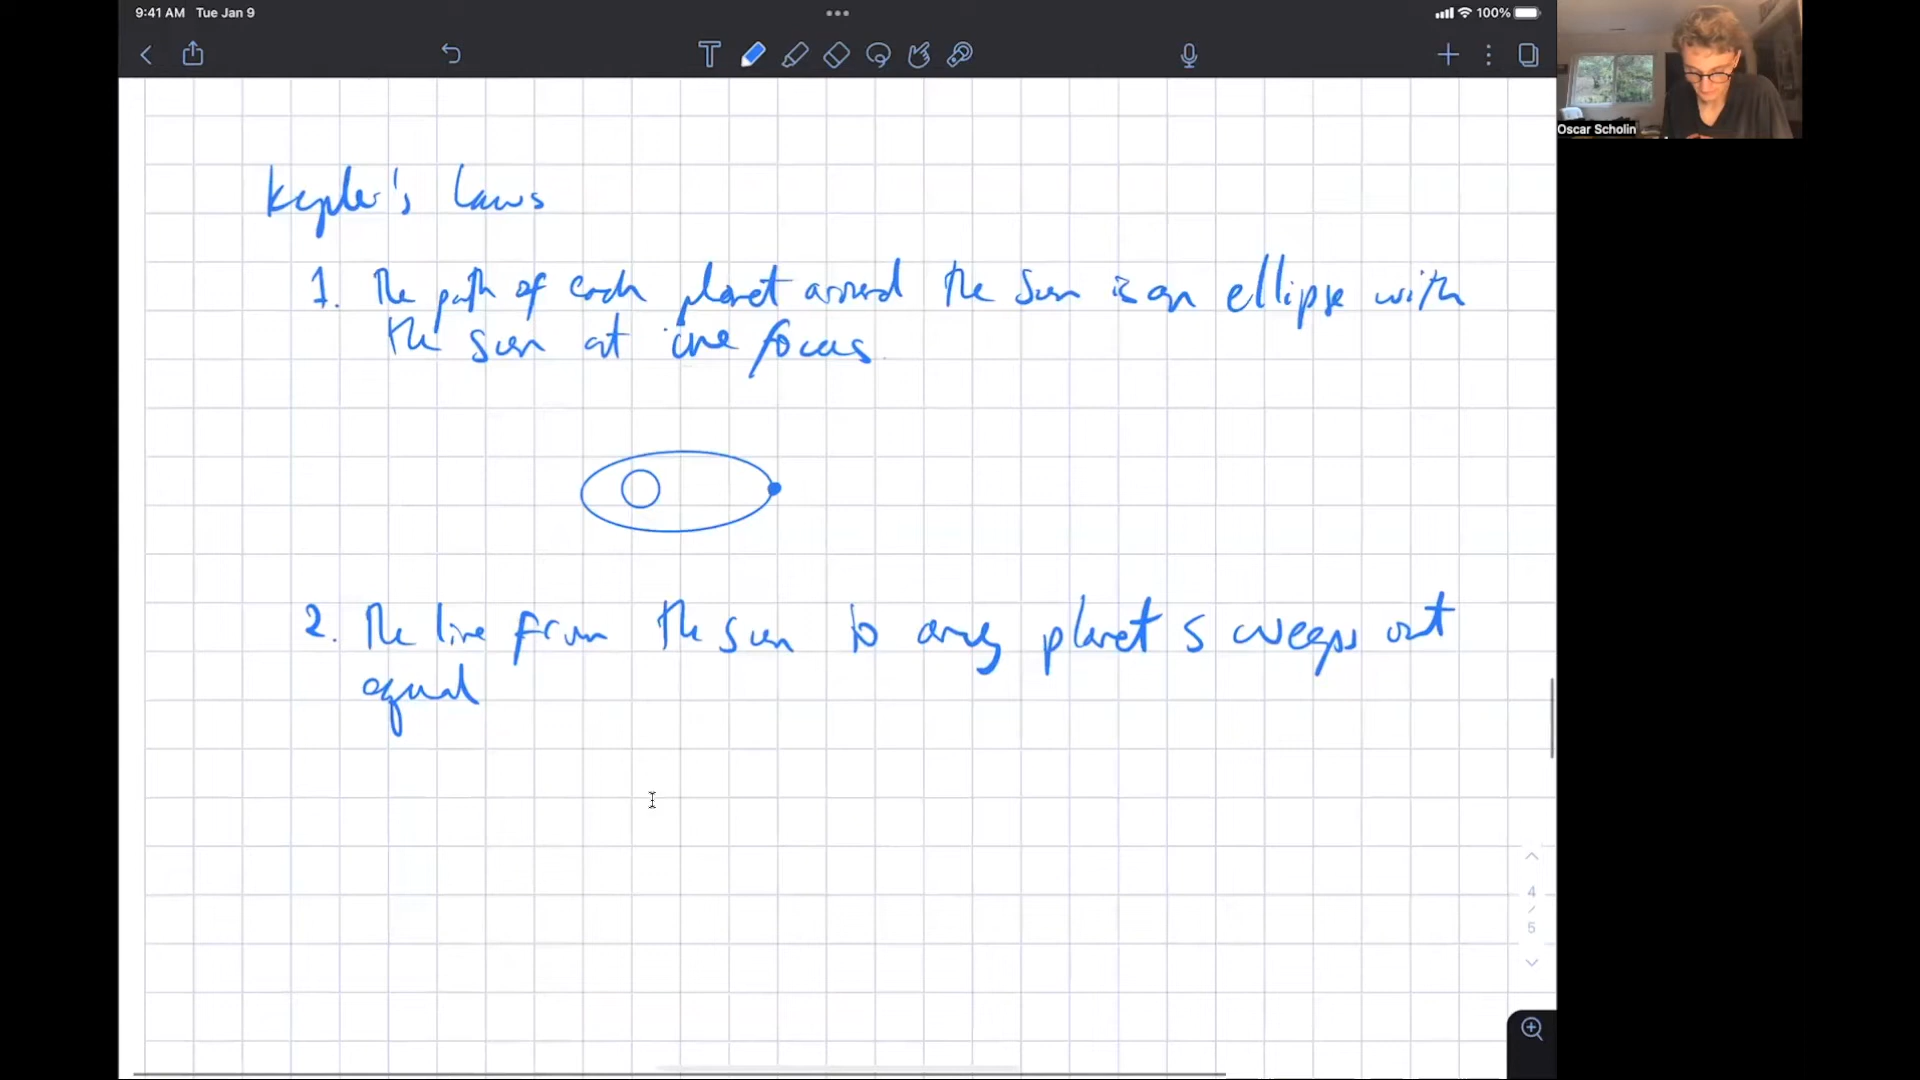 9:41 AM Tue Jan 9
100%
Oscar Scholin
Kepler's Laws
1. The path of each planet around the sun is an ellipse with
the sun at one focus.
2. The line from the sun to any planet sweeps out
equal
4
/
5